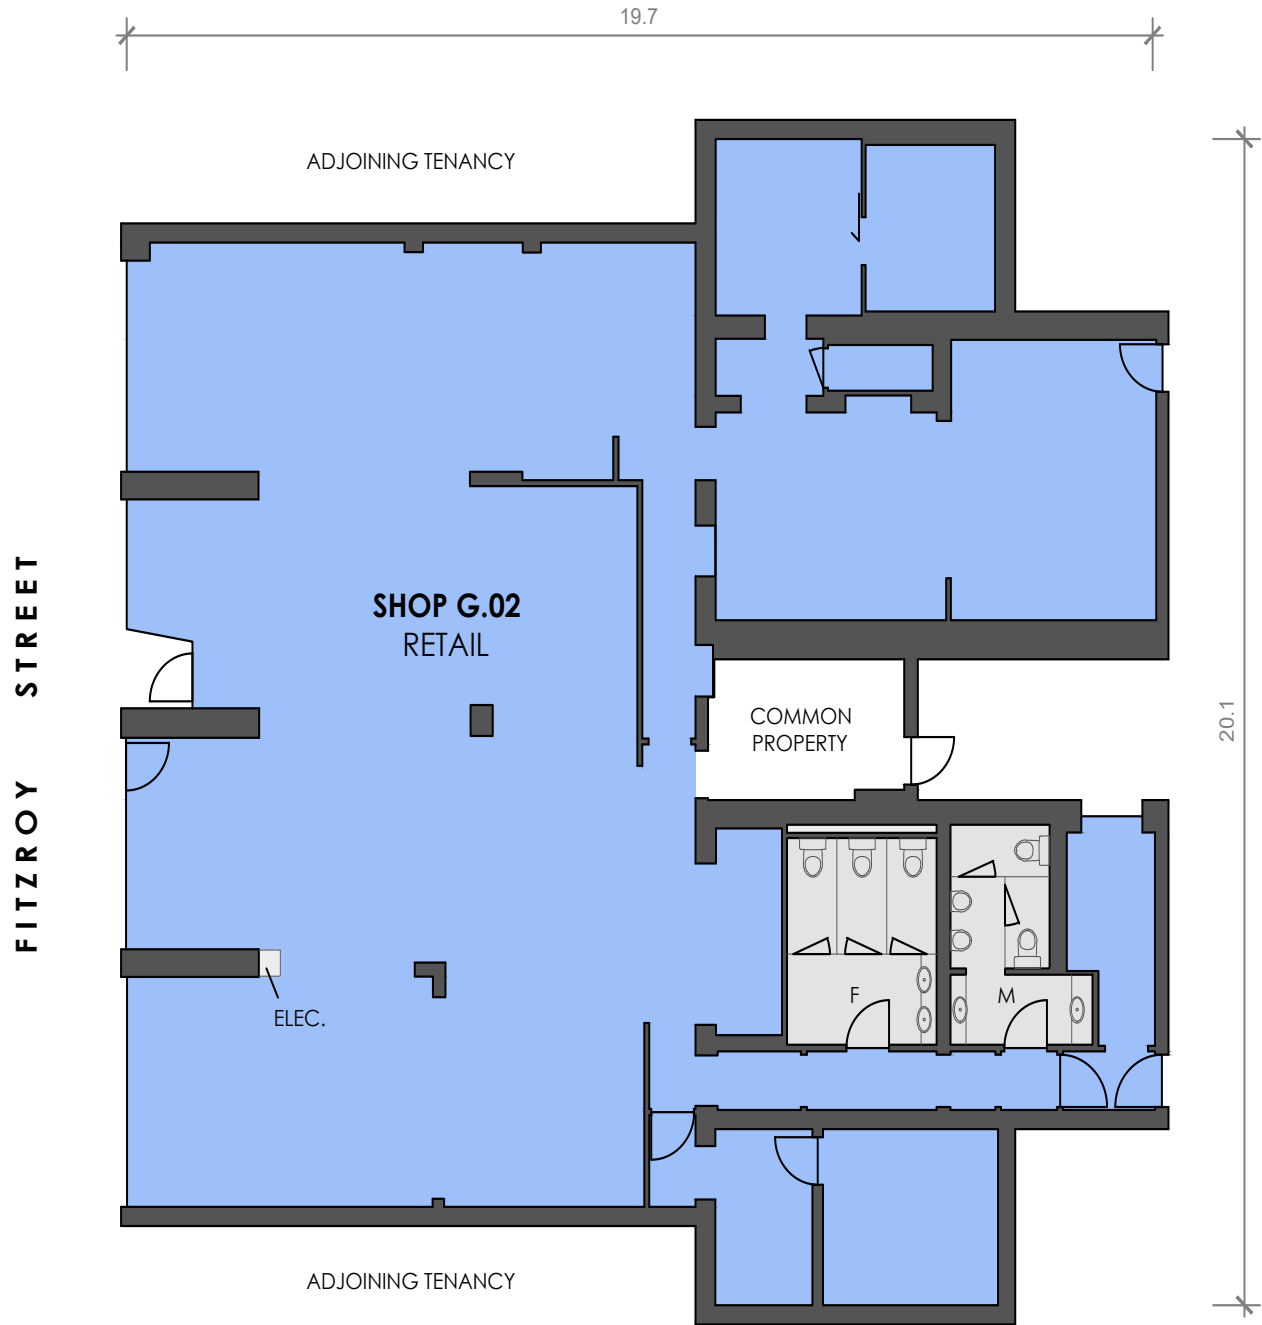 19.7
ADJOINING TENANCY
SHOP G.02
RETAIL
FITZROY STREET
COMMON
PROPERTY
20.1
F
M
ELEC.
ADJOINING TENANCY